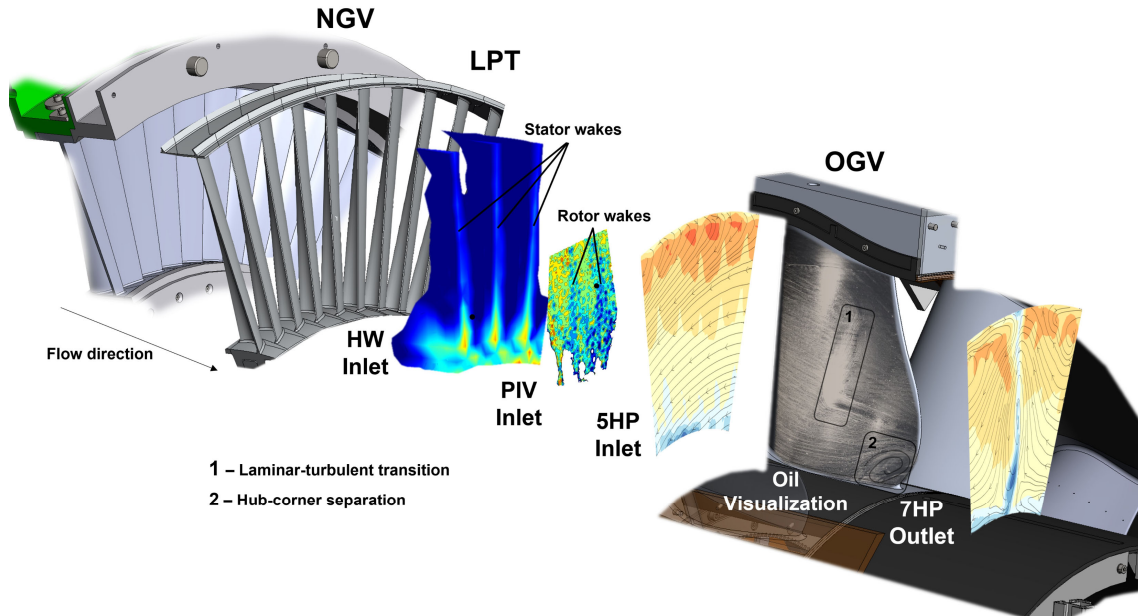 NGV
LPT
Stator wakes
OGV
Rotor wakes
1
HW
Inlet
Flow direction
PIV
Inlet
5HP
Inlet
2
1 – Laminar-turbulent transition
2 – Hub-corner separation
Oil
Visualization
7HP
Outlet